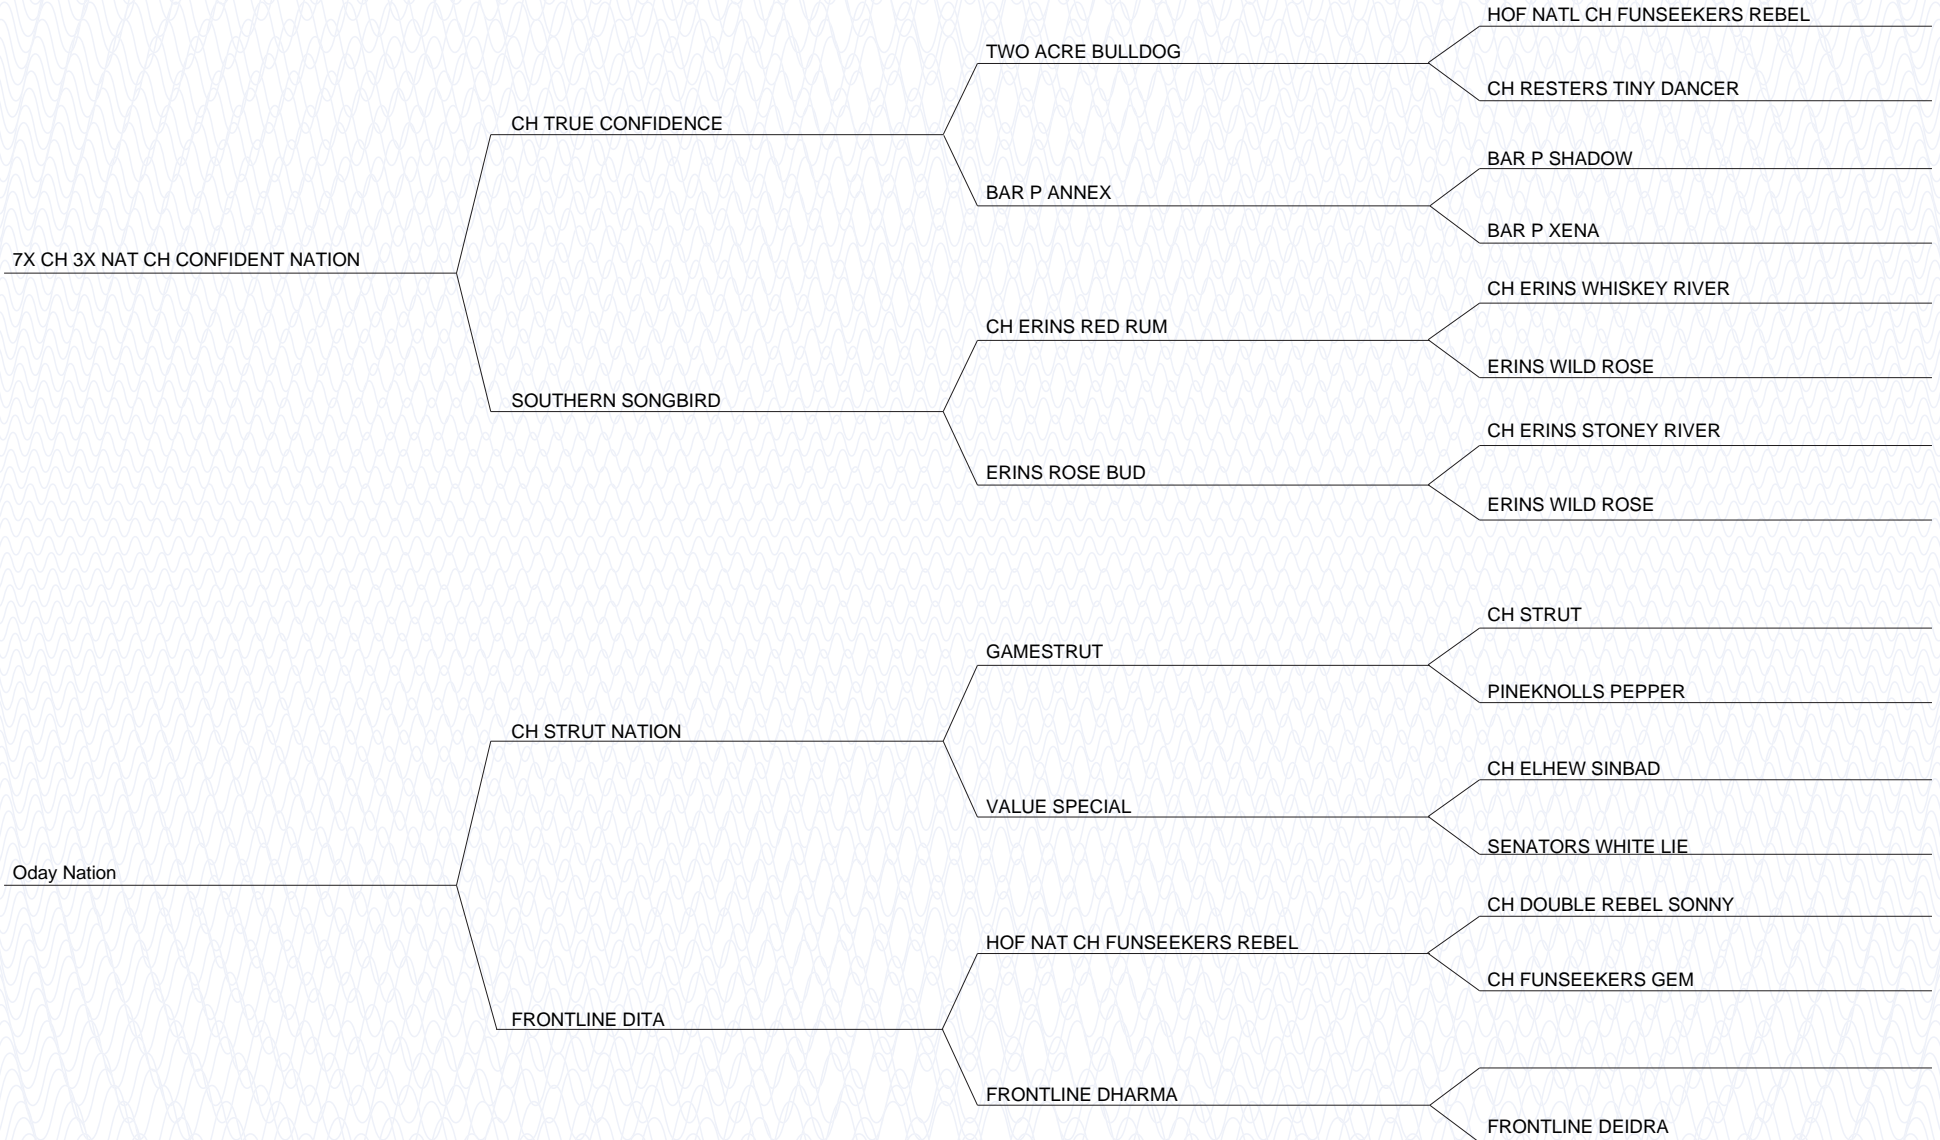 HOF NATL CH FUNSEEKERS REBEL
TWO ACRE BULLDOG
CH RESTERS TINY DANCER
CH TRUE CONFIDENCE
BAR P SHADOW
BAR P ANNEX
BAR P XENA
7X CH 3X NAT CH CONFIDENT NATION
CH ERINS WHISKEY RIVER
CH ERINS RED RUM
ERINS WILD ROSE
SOUTHERN SONGBIRD
CH ERINS STONEY RIVER
ERINS ROSE BUD
ERINS WILD ROSE
CH STRUT
GAMESTRUT
PINEKNOLLS PEPPER
CH STRUT NATION
CH ELHEW SINBAD
VALUE SPECIAL
SENATORS WHITE LIE
Oday Nation
CH DOUBLE REBEL SONNY
HOF NAT CH FUNSEEKERS REBEL
CH FUNSEEKERS GEM
FRONTLINE DITA
FRONTLINE DHARMA
FRONTLINE DEIDRA